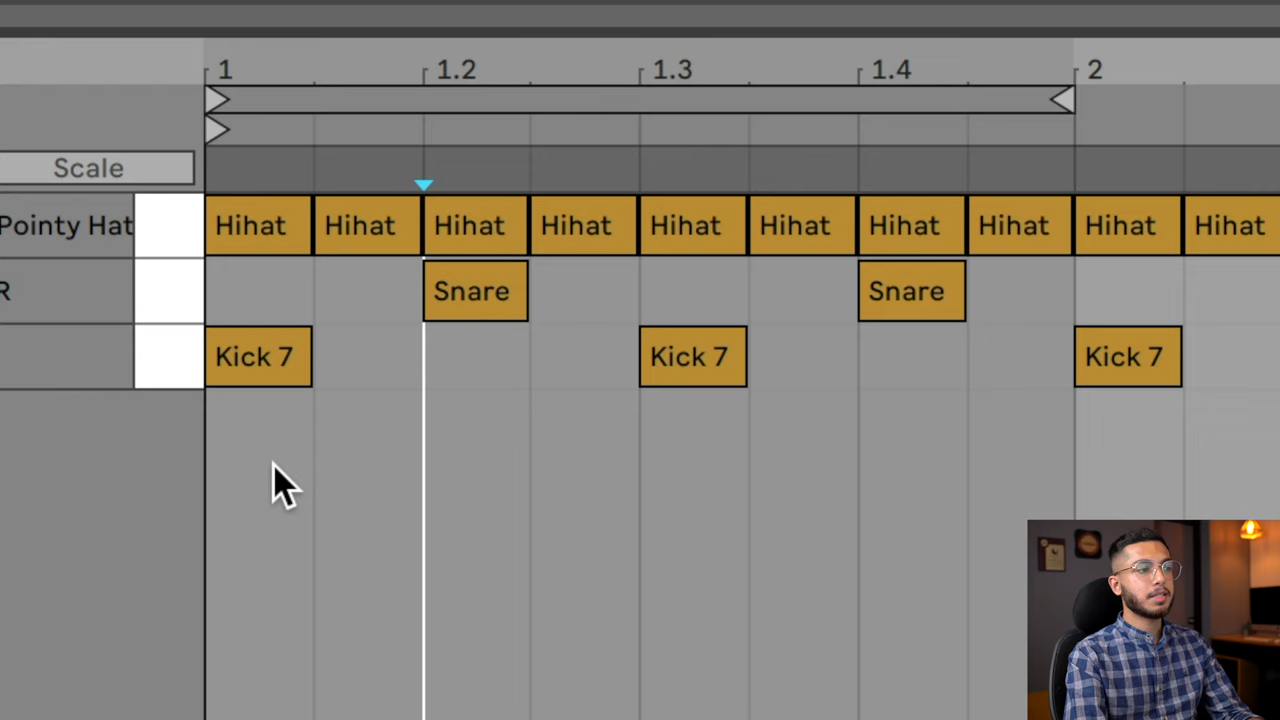 1 1.2 1.3 1.4 2
Scale
Pointy Hat Hihat Hihat Hihat Hihat Hihat Hihat Hihat Hihat Hihat Hihat
R Snare Snare
Kick 7 Kick 7 Kick 7